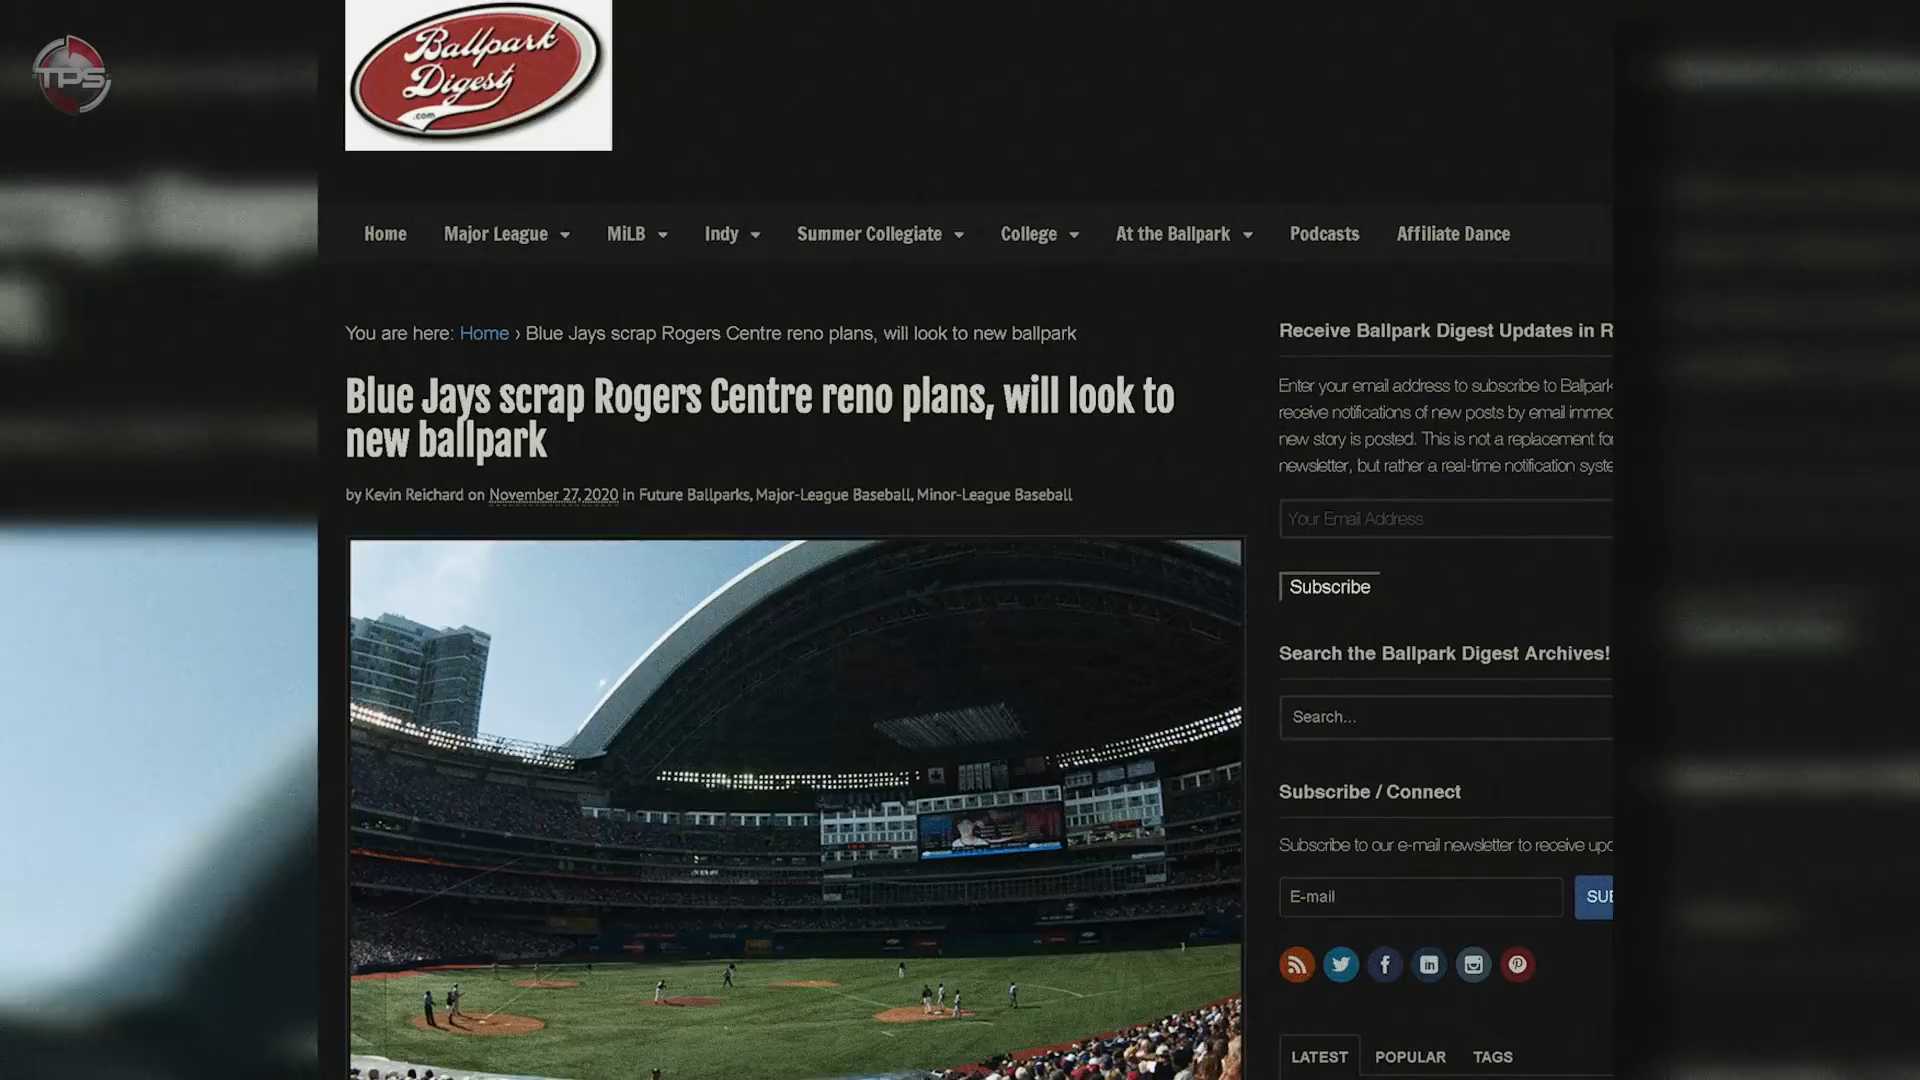 TPS
Ballpark
Digest
.com
Home
Major League
MiLB
Indy
Summer Collegiate
College
At the Ballpark
Podcasts
Affiliate Dance
You are here: Home › Blue Jays scrap Rogers Centre reno plans, will look to new ballpark
Blue Jays scrap Rogers Centre reno plans, will look to
new ballpark
by Kevin Reichard on November 27, 2020 in Future Ballparks, Major-League Baseball, Minor-League Baseball
Receive Ballpark Digest Updates in R
Enter your email address to subscribe to Ballpark
receive notifications of new posts by email immed
new story is posted. This is not a replacement for
newsletter, but rather a real-time notification syste
Your Email Address
Subscribe
Search the Ballpark Digest Archives!
Search...
Subscribe / Connect
Subscribe to our e-mail newsletter to receive upd
E-mail
SUB
LATEST
POPULAR
TAGS